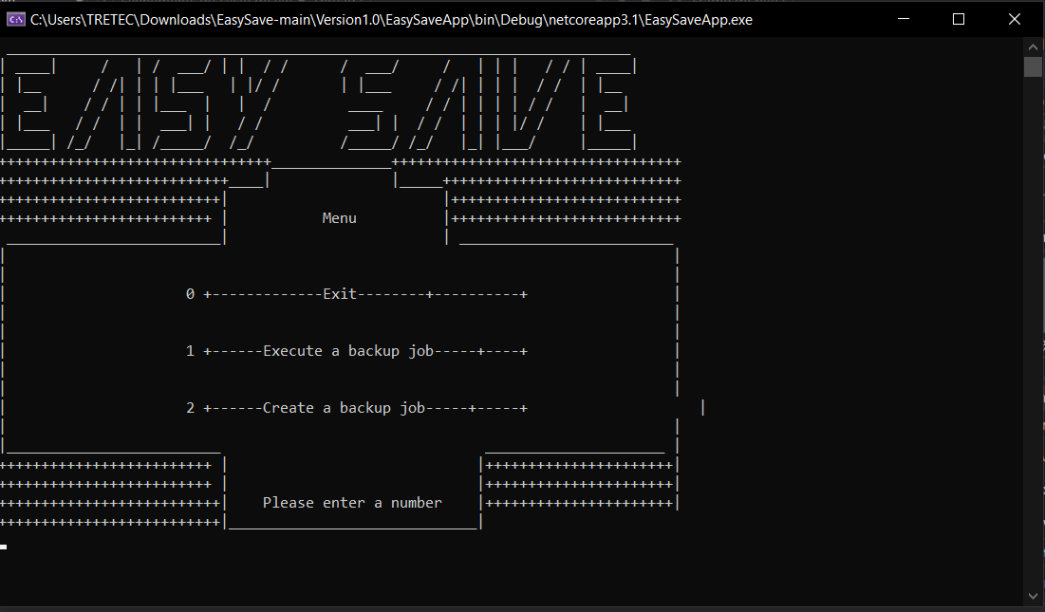 C:\Users\TRETEC\Downloads\EasySave-main\Version1.0\EasySaveApp\bin\Debug\netcoreapp3.1\EasySaveApp.exe
EASY SAVE
Menu
0 +-------------Exit--------+----------+
1 +------Execute a backup job-----+----+
2 +------Create a backup job-----+-----+
Please enter a number